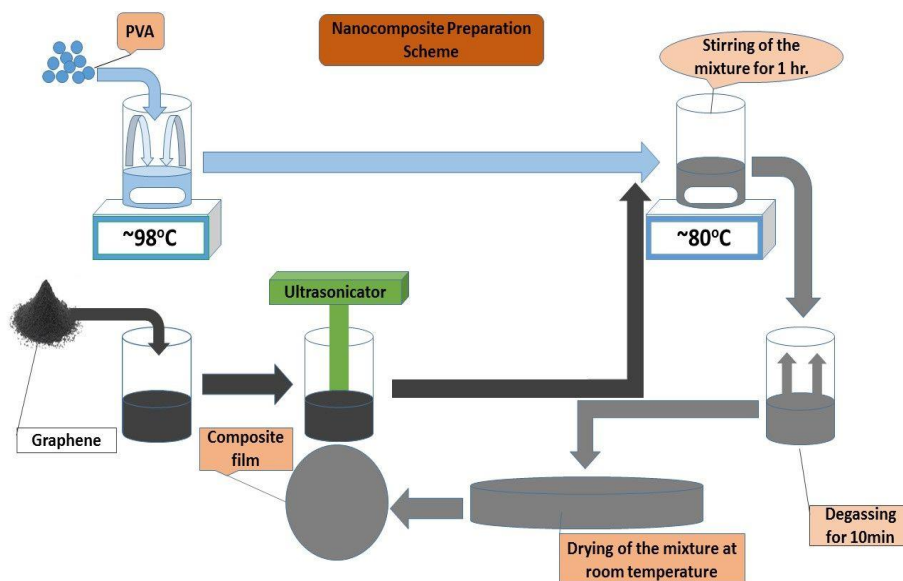 PVA
Nanocomposite Preparation
Scheme
Stirring of the
mixture for 1 hr.
~98°C
~80°C
Ultrasonicator
Graphene
Composite
film
Degassing
for 10min
Drying of the mixture at
room temperature